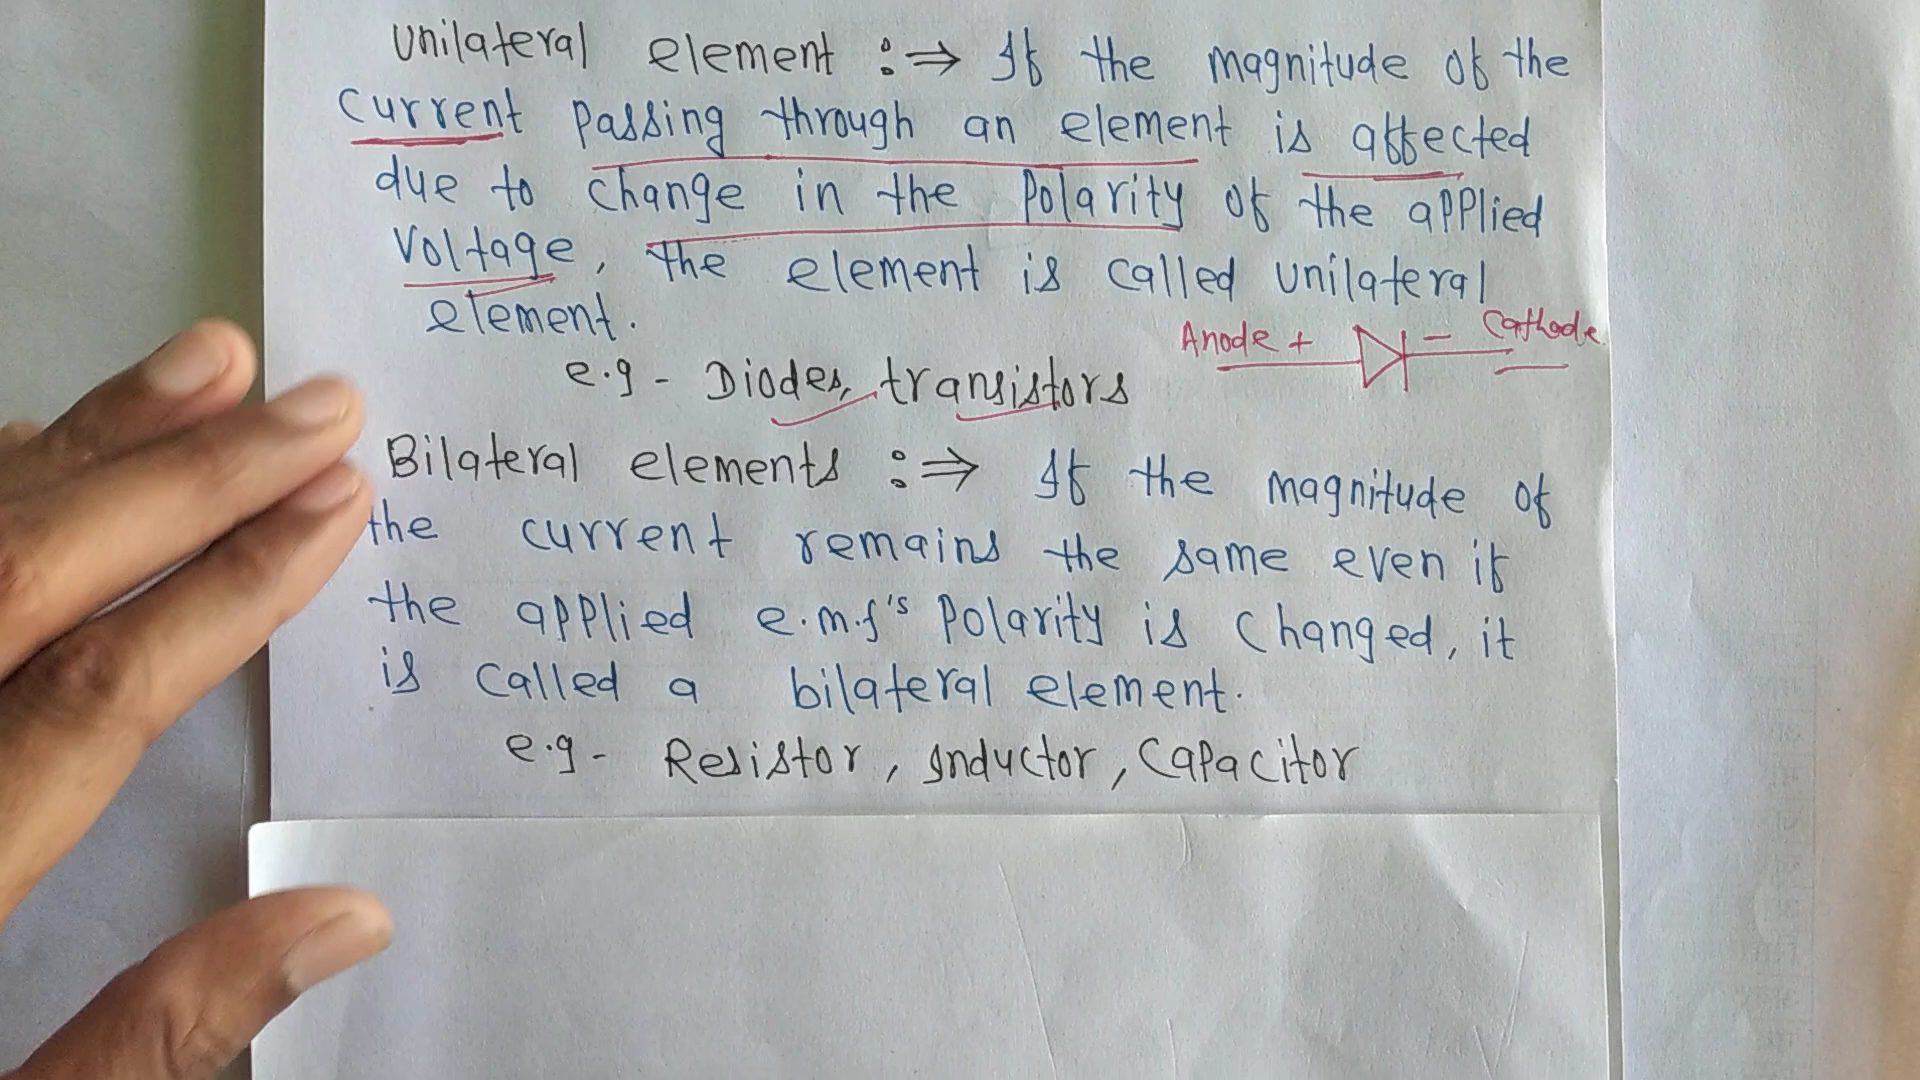 Unilateral element :⇒ If the magnitude of the
current passing through an element is affected
due to change in the polarity of the applied
voltage, the element is called unilateral
element.
Anode + - Cathode
e.g - Diodes, transistors
Bilateral elements :⇒ If the magnitude of
the current remains the same even if
the applied e.m.f's polarity is changed, it
is called a bilateral element.
e.g - Resistor, Inductor, Capacitor